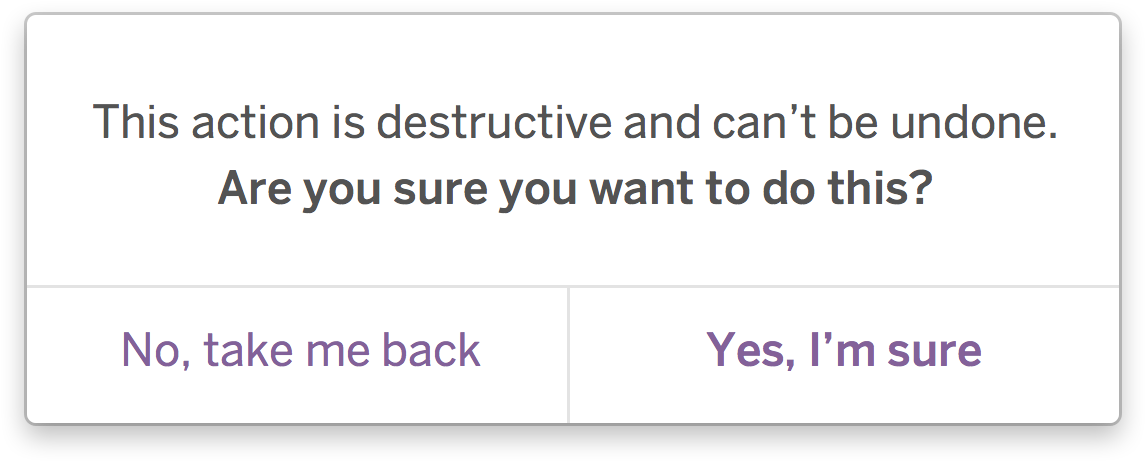 This action is destructive and can’t be undone.
Are you sure you want to do this?
No, take me back
Yes, I’m sure